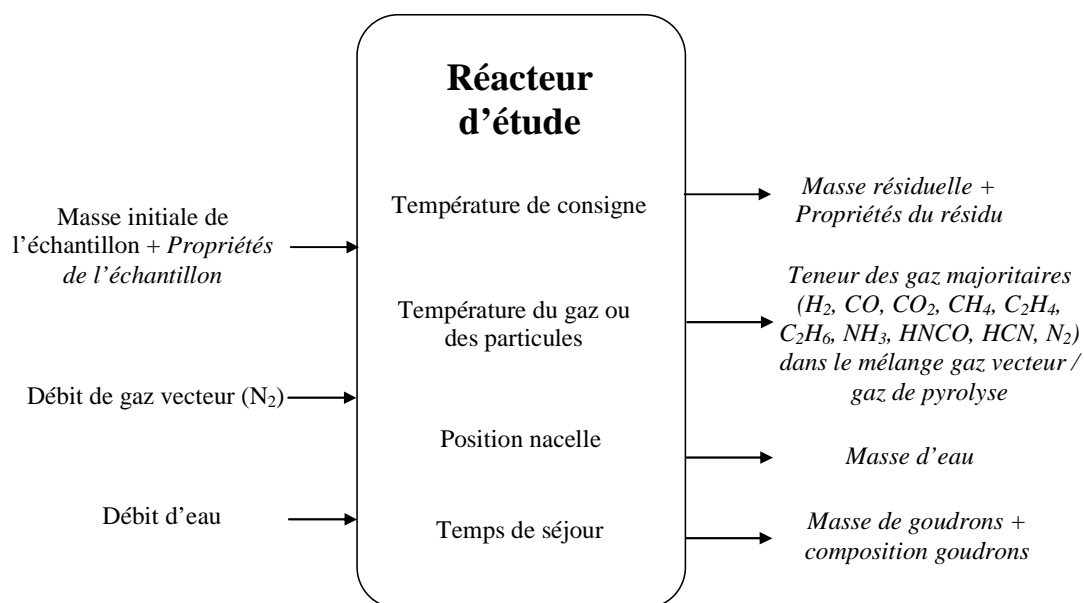 Réacteur
d’étude
Masse initiale de
l’échantillon + Propriétés
de l’échantillon
Débit de gaz vecteur (N₂)
Débit d’eau
Température de consigne
Température du gaz ou
des particules
Position nacelle
Temps de séjour
Masse résiduelle +
Propriétés du résidu
Teneur des gaz majoritaires
(H₂, CO, CO₂, CH₄, C₂H₄,
C₂H₆, NH₃, HNCO, HCN, N₂)
dans le mélange gaz vecteur /
gaz de pyrolyse
Masse d’eau
Masse de goudrons +
composition goudrons